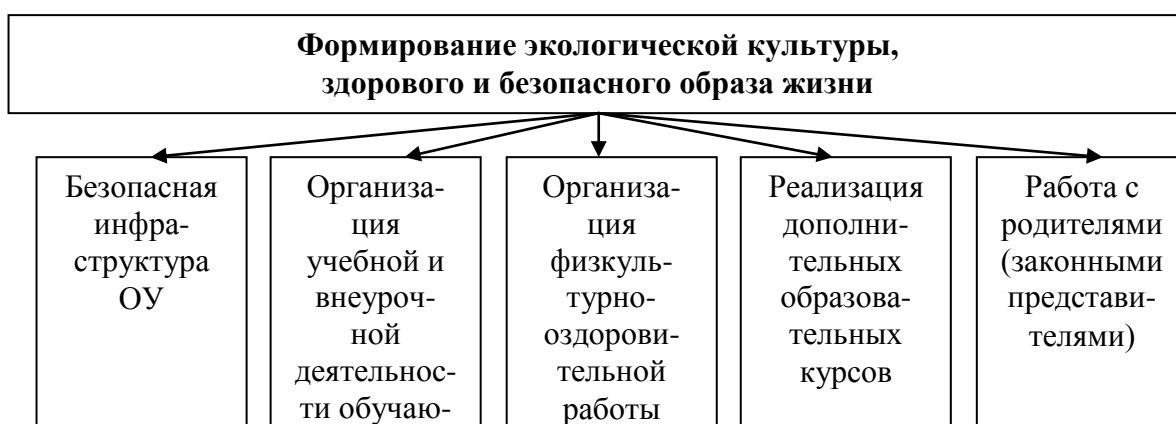 Формирование экологической культуры,
здорового и безопасного образа жизни
Безопасная
инфра-
структура
ОУ
Организа-
ция
учебной и
внеуроч-
ной
деятельнос-
ти обучаю-
Организа-
ция
физкуль-
турно-
оздорови-
тельной
работы
Реализация
дополни-
тельных
образова-
тельных
курсов
Работа с
родителями
(законными
представи-
телями)